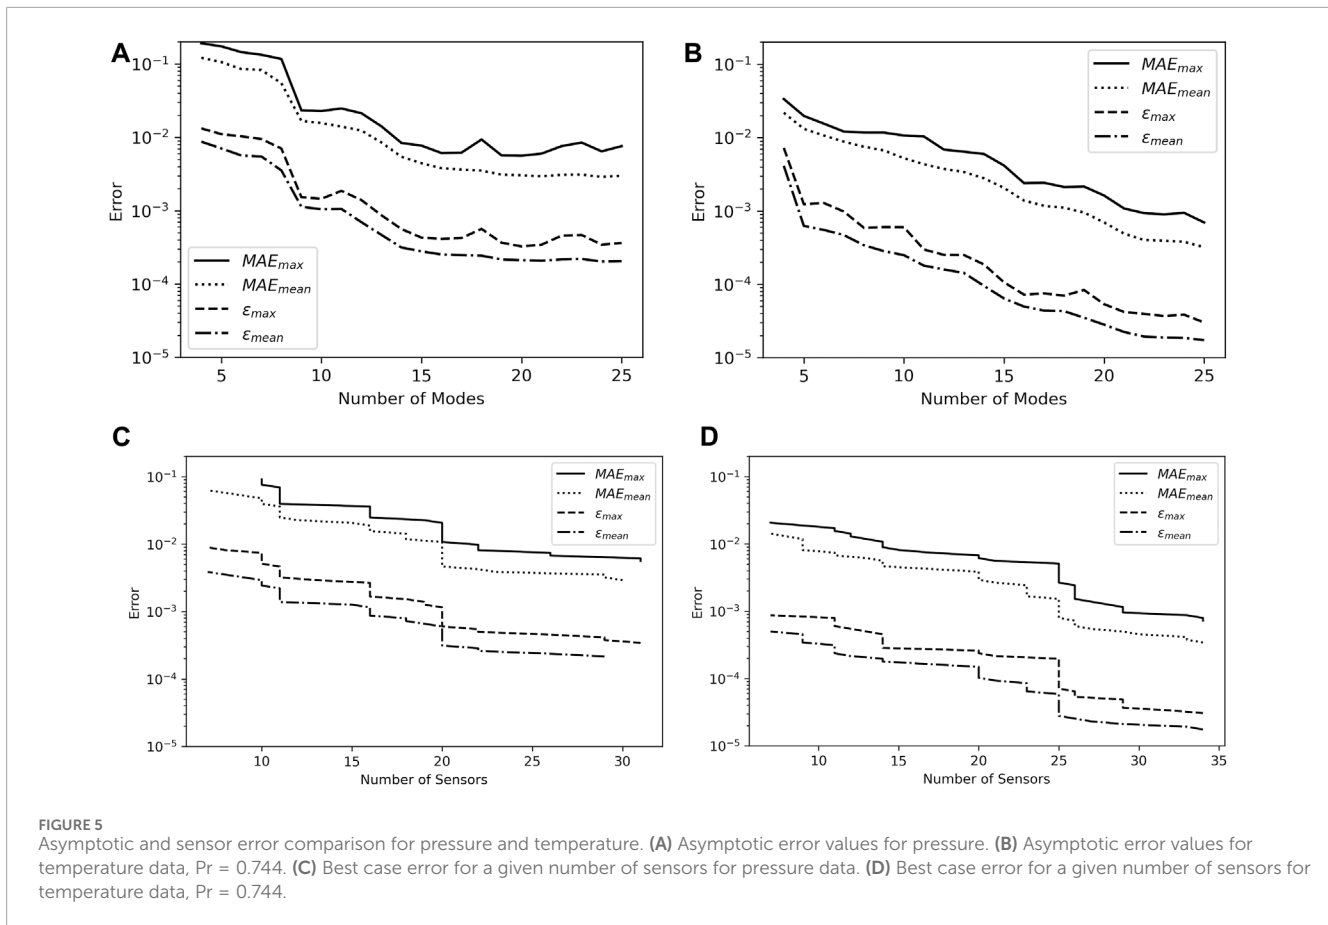 A
10⁻¹
10⁻²
10⁻³
10⁻⁴
10⁻⁵
Error
MAE_max
MAE_mean
ε_max
ε_mean
5 10 15 20 25
Number of Modes
B
10⁻¹
10⁻²
10⁻³
10⁻⁴
10⁻⁵
Error
MAE_max
MAE_mean
ε_max
ε_mean
5 10 15 20 25
Number of Modes
C
10⁻¹
10⁻²
10⁻³
10⁻⁴
10⁻⁵
Error
MAE_max
MAE_mean
ε_max
ε_mean
10 15 20 25 30
Number of Sensors
D
10⁻¹
10⁻²
10⁻³
10⁻⁴
10⁻⁵
Error
MAE_max
MAE_mean
ε_max
ε_mean
10 15 20 25 30 35
Number of Sensors
FIGURE 5
Asymptotic and sensor error comparison for pressure and temperature. (A) Asymptotic error values for pressure. (B) Asymptotic error values for
temperature data, Pr = 0.744. (C) Best case error for a given number of sensors for pressure data. (D) Best case error for a given number of sensors for
temperature data, Pr = 0.744.